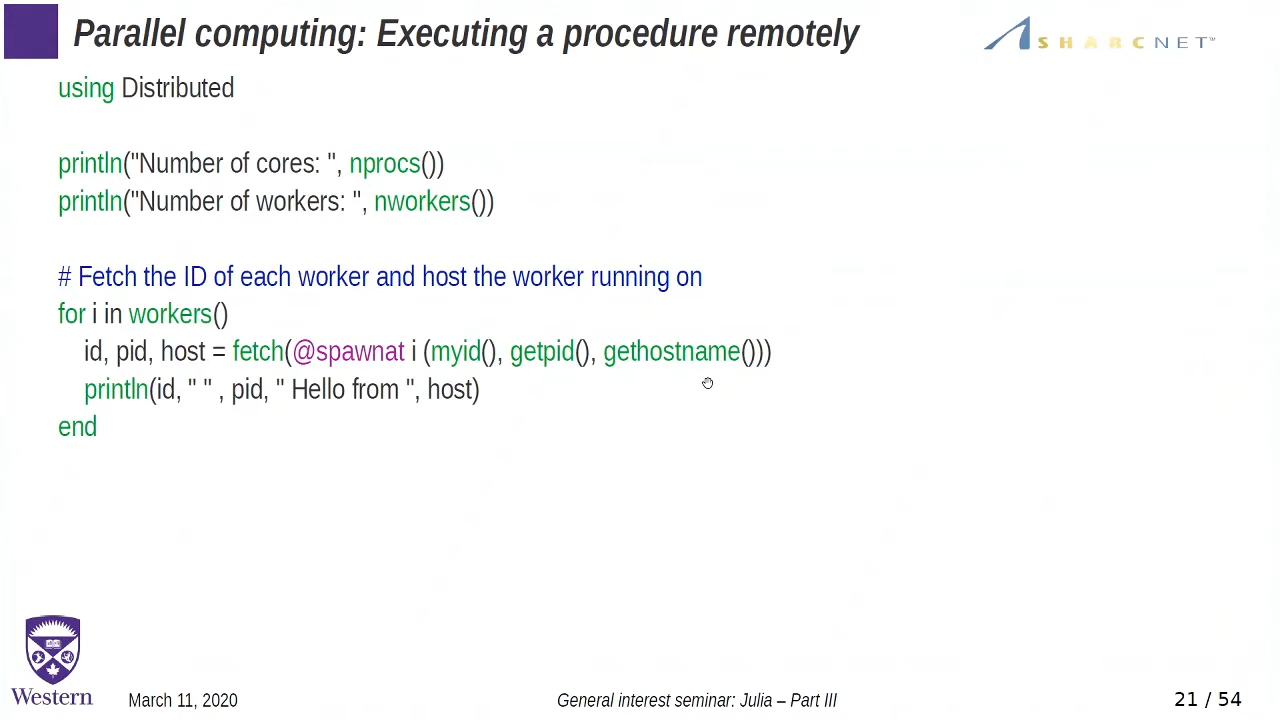 Parallel computing: Executing a procedure remotely
SHARCNET™
using Distributed
println("Number of cores: ", nprocs())
println("Number of workers: ", nworkers())
# Fetch the ID of each worker and host the worker running on
for i in workers()
id, pid, host = fetch(@spawnat i (myid(), getpid(), gethostname()))
println(id, " " , pid, " Hello from ", host)
end
Western
March 11, 2020
General interest seminar: Julia – Part III
21 / 54